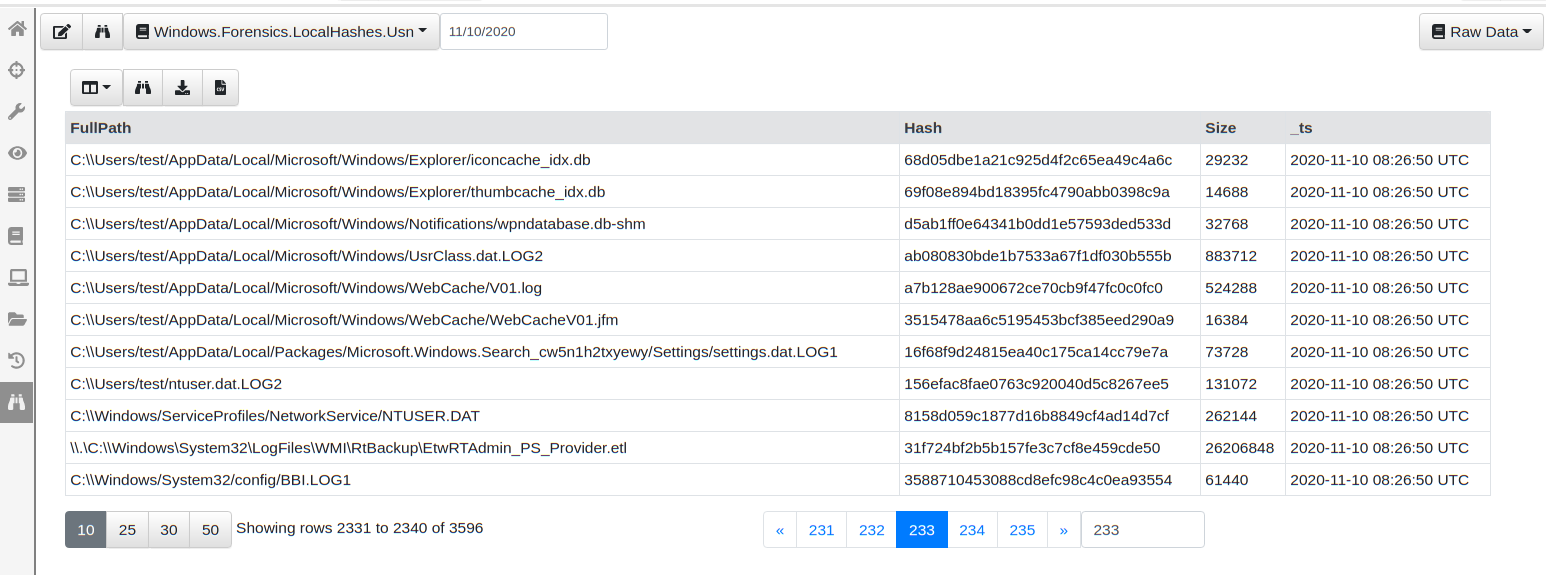 Windows.Forensics.LocalHashes.Usn 11/10/2020 Raw Data
CSV
FullPath Hash Size _ts
C:\\Users/test/AppData/Local/Microsoft/Windows/Explorer/iconcache_idx.db 68d05dbe1a21c925d4f2c65ea49c4a6c 29232 2020-11-10 08:26:50 UTC
C:\\Users/test/AppData/Local/Microsoft/Windows/Explorer/thumbcache_idx.db 69f08e894bd18395fc4790abb0398c9a 14688 2020-11-10 08:26:50 UTC
C:\\Users/test/AppData/Local/Microsoft/Windows/Notifications/wpndatabase.db-shm d5ab1ff0e64341b0dd1e57593ded533d 32768 2020-11-10 08:26:50 UTC
C:\\Users/test/AppData/Local/Microsoft/Windows/UsrClass.dat.LOG2 ab080830bde1b7533a67f1df030b555b 883712 2020-11-10 08:26:50 UTC
C:\\Users/test/AppData/Local/Microsoft/Windows/WebCache/V01.log a7b128ae900672ce70cb9f47fc0c0fc0 524288 2020-11-10 08:26:50 UTC
C:\\Users/test/AppData/Local/Microsoft/Windows/WebCache/WebCacheV01.jfm 3515478aa6c5195453bcf385eed290a9 16384 2020-11-10 08:26:50 UTC
C:\\Users/test/AppData/Local/Packages/Microsoft.Windows.Search_cw5n1h2txyewy/Settings/settings.dat.LOG1 16f68f9d24815ea40c175ca14cc79e7a 73728 2020-11-10 08:26:50 UTC
C:\\Users/test/ntuser.dat.LOG2 156efac8fae0763c920040d5c8267ee5 131072 2020-11-10 08:26:50 UTC
C:\\Windows/ServiceProfiles/NetworkService/NTUSER.DAT 8158d059c1877d16b8849cf4ad14d7cf 262144 2020-11-10 08:26:50 UTC
\\.\C:\\Windows\System32\LogFiles\WMI\RtBackup\EtwRTAdmin_PS_Provider.etl 31f724bf2b5b157fe3c7cf8e459cde50 26206848 2020-11-10 08:26:50 UTC
C:\\Windows/System32/config/BBI.LOG1 3588710453088cd8efc98c4c0ea93554 61440 2020-11-10 08:26:50 UTC
10 25 30 50 Showing rows 2331 to 2340 of 3596 « 231 232 233 234 235 » 233